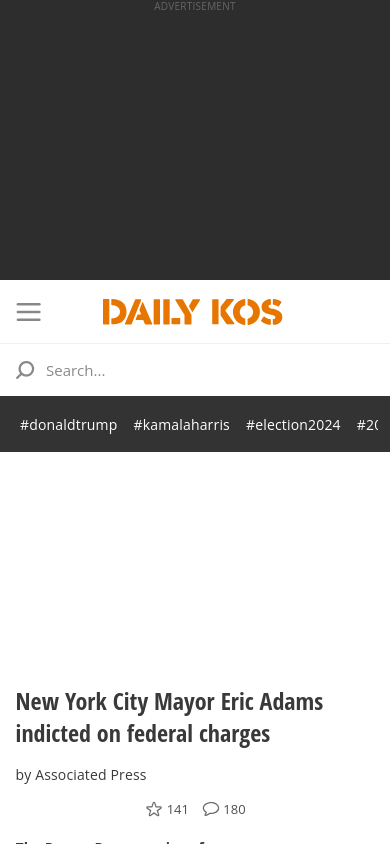 ADVERTISEMENT
DAILY KOS
Search...
#donaldtrump #kamalaharris #election2024
New York City Mayor Eric Adams
indicted on federal charges
by Associated Press
141 180